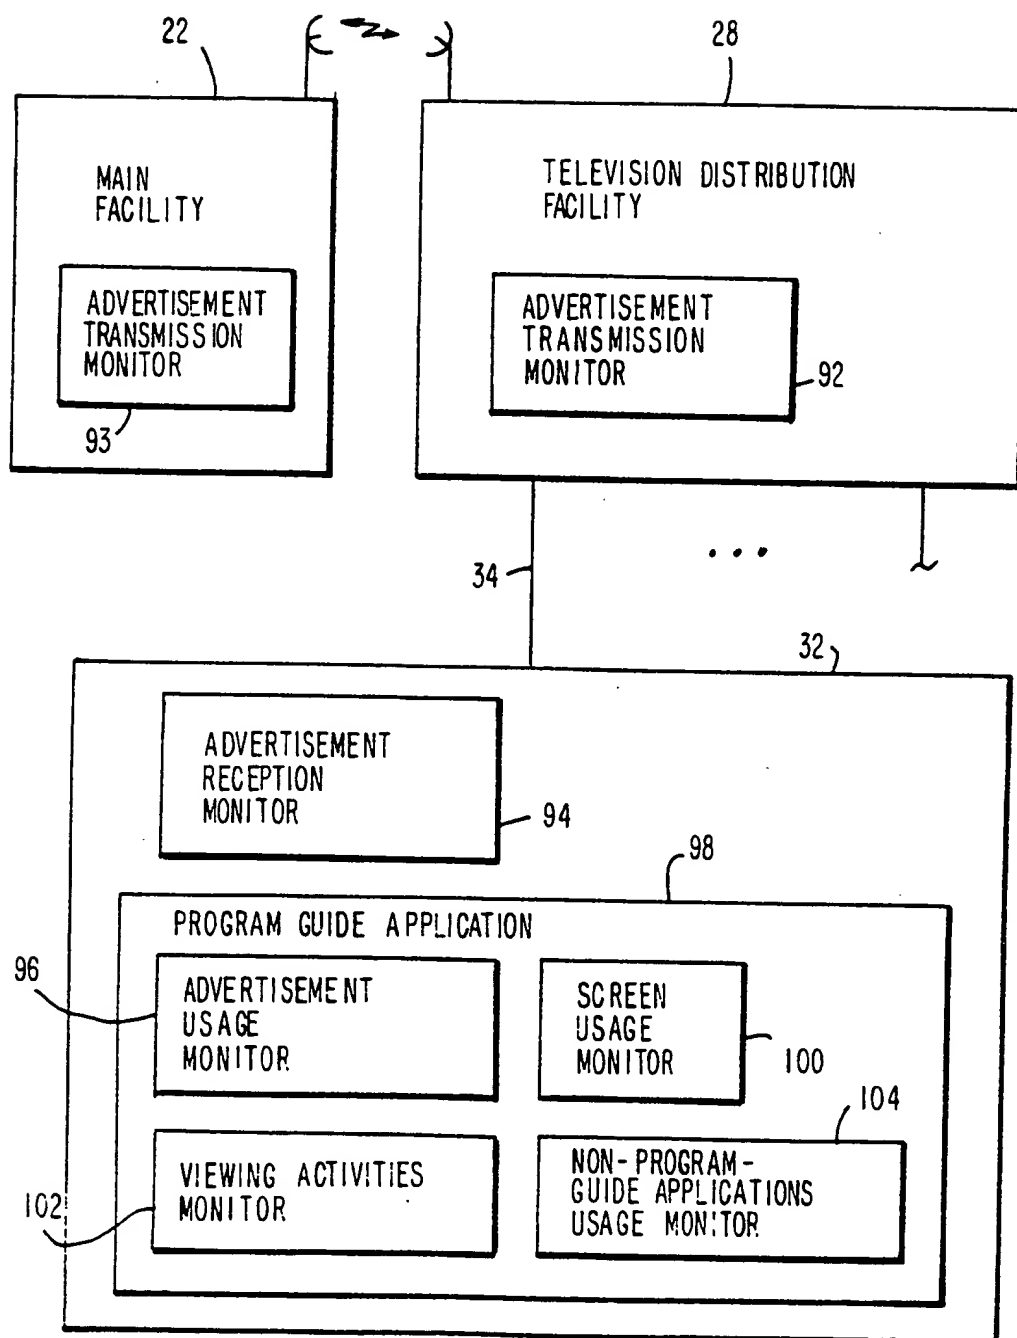 22
28
MAIN
FACILITY
TELEVISION DISTRIBUTION
FACILITY
ADVERTISEMENT
TRANSMISSION
MONITOR
93
ADVERTISEMENT
TRANSMISSION
MONITOR
92
34
...
32
ADVERTISEMENT
RECEPTION
MONITOR
94
98
PROGRAM GUIDE APPLICATION
96
ADVERTISEMENT
USAGE
MONITOR
SCREEN
USAGE
MONITOR
100
104
VIEWING ACTIVITIES
MONITOR
102
NON-PROGRAM-
GUIDE APPLICATIONS
USAGE MONITOR